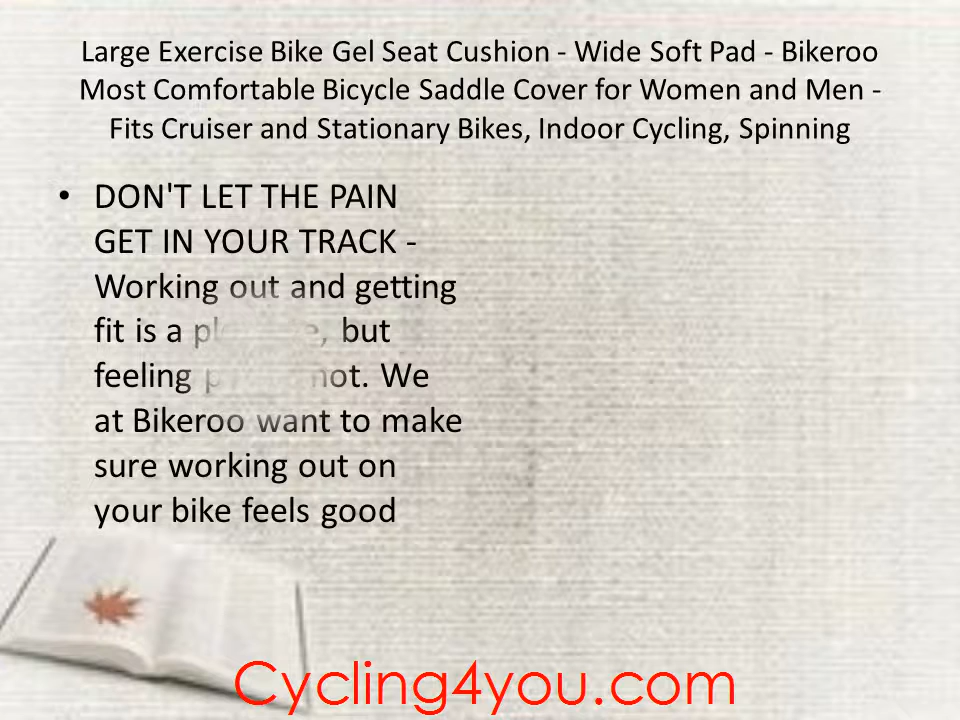 Large Exercise Bike Gel Seat Cushion - Wide Soft Pad - Bikeroo
Most Comfortable Bicycle Saddle Cover for Women and Men -
Fits Cruiser and Stationary Bikes, Indoor Cycling, Spinning
• DON'T LET THE PAIN
GET IN YOUR TRACK -
Working out and getting
fit is a but
feeling not. We
at Bikeroo want to make
sure working out on
your bike feels good
Cycling4you.com